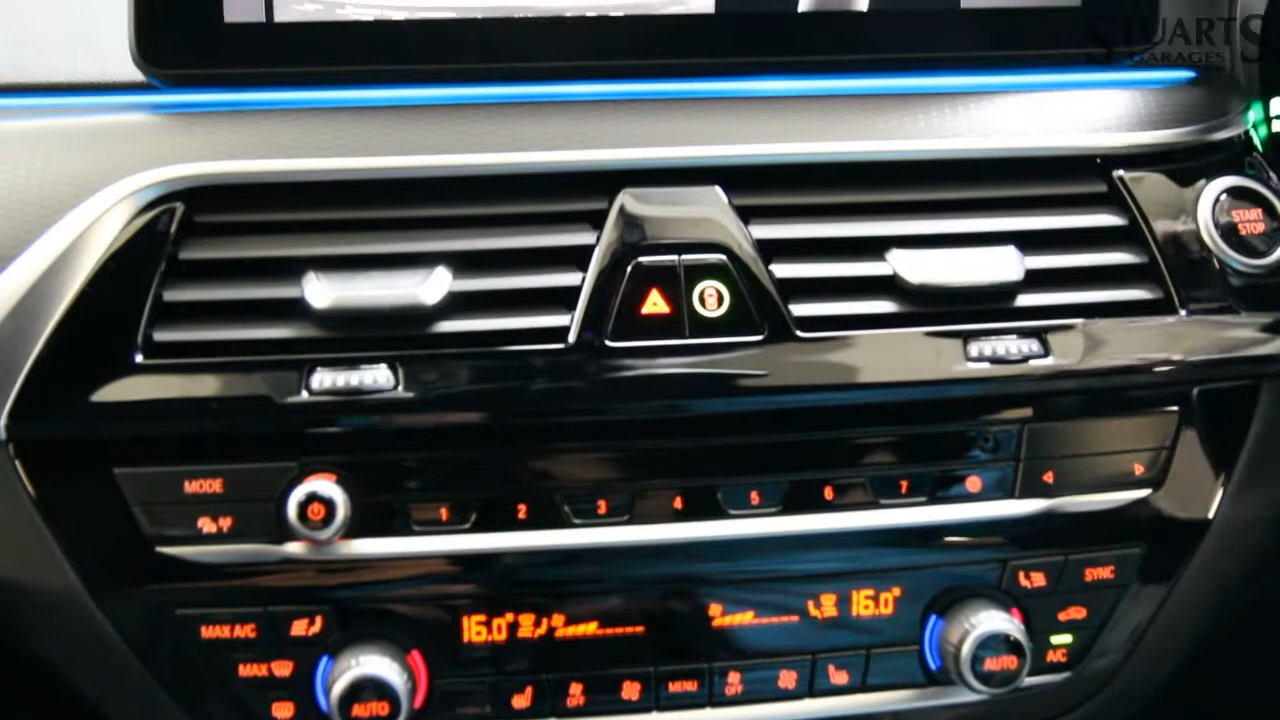 STUARTS
GARAGES
START
STOP
MODE
1 2 3 4 5 6 7
SYNC
MAX A/C
16.0°
16.0°
MAX
AUTO
A/C
OFF
MENU
OFF
AUTO